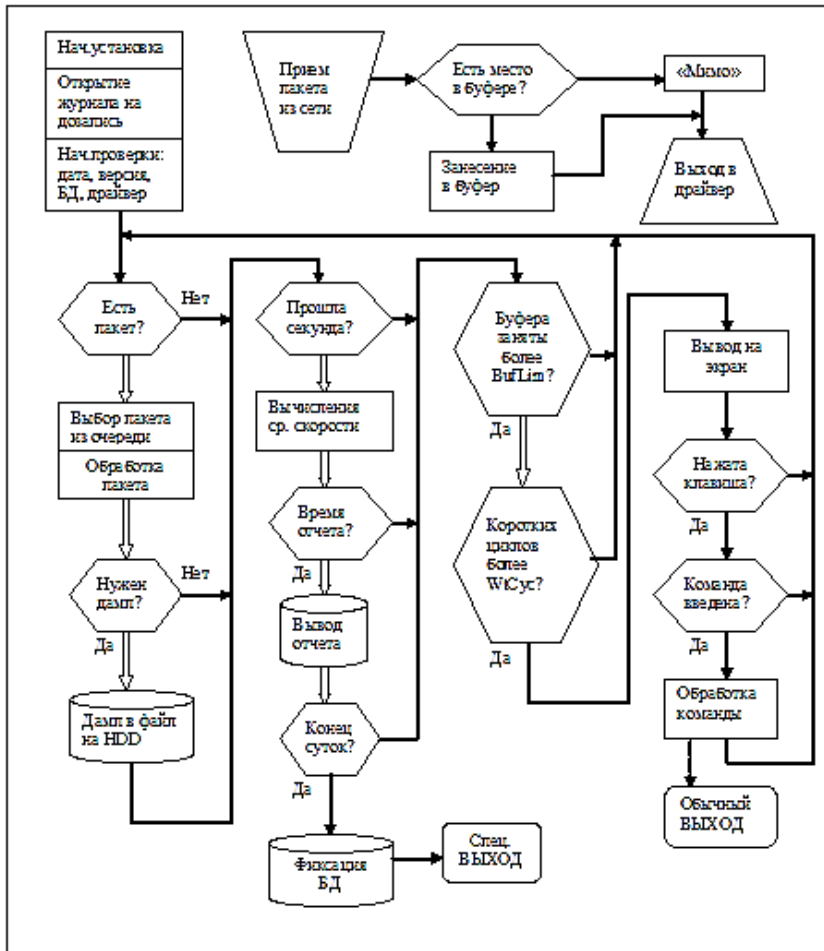 Нач.установка
Открытие
журнала на
дозапись
Нач.проверки:
дата, версия,
БД, драйвер
Прием
пакета
из сети
Есть место
в буфере?
«Мимо»
Занесение
в буфер
Выход в
драйвер
Есть
пакет?
Нет
Выбор пакета
из очереди
Обработка
пакета
Нужен
дамп?
Нет
Да
Дамп в файл
на HDD
Прошла
секунда?
Вычисления
ср. скорости
Время
отчета?
Да
Вывод
отчета
Конец
суток?
Да
Фиксация
БД
Спец.
ВЫХОД
Буфера
заняты
более
BufLim?
Да
Коротких
циклов
более
WtCyc?
Да
Вывод на
экран
Нажата
клавиша?
Да
Команда
введена?
Да
Обработка
команды
Обычный
ВЫХОД